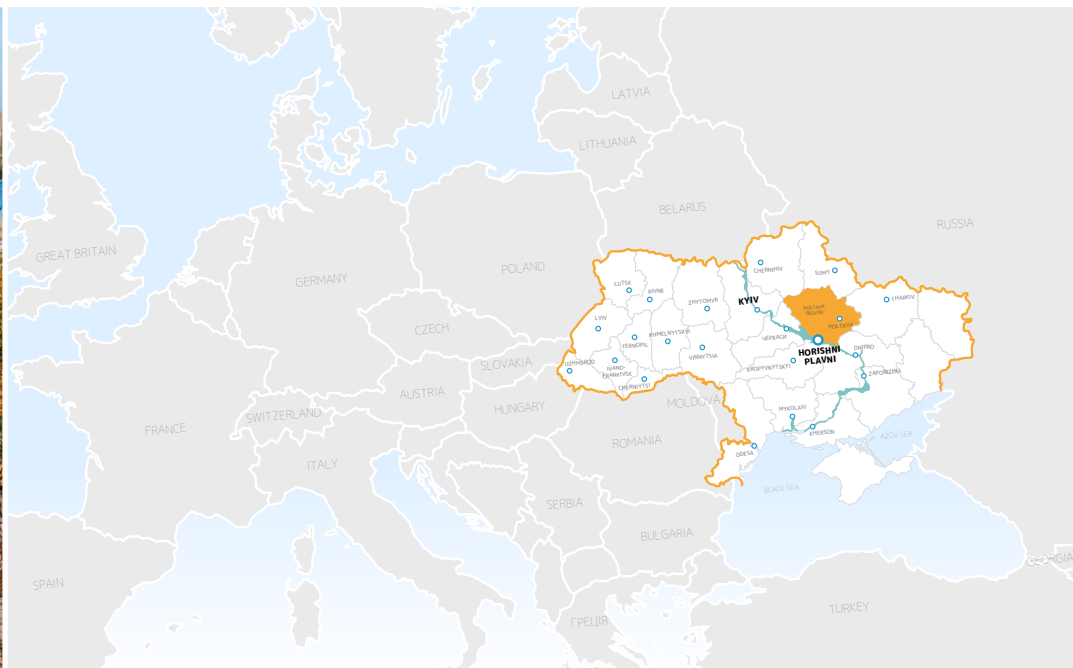 LATVIA
LITHUANIA
BELARUS
RUSSIA
GREAT BRITAIN
GERMANY
POLAND
CHERNIHIV
SUMY
LUTSK
RIVNE
ZHYTOMYR
KYIV
CHARKIV
POLTAVA
REGION
LVIV
POLTAVA
CZECH
TERNOPIL
KHMELNYTSKYI
CHERKACH
HORISHNI
PLAVNI
DNIPRO
SLOVAKIA
UZHHOROD
IVANO-
FRANKIVSK
VINNYTSIA
KROPYVNYTSKYI
ZAPORIZHIA
CHERNIVTSI
AUSTRIA
HUNGARY
MOLDOVA
SWITZERLAND
MYKOLAIV
FRANCE
ROMANIA
KHERSON
AZOV SEA
ODESA
ITALY
BLACK SEA
SERBIA
BULGARIA
GEORGIA
SPAIN
TURKEY
ГРЕЦІЯ